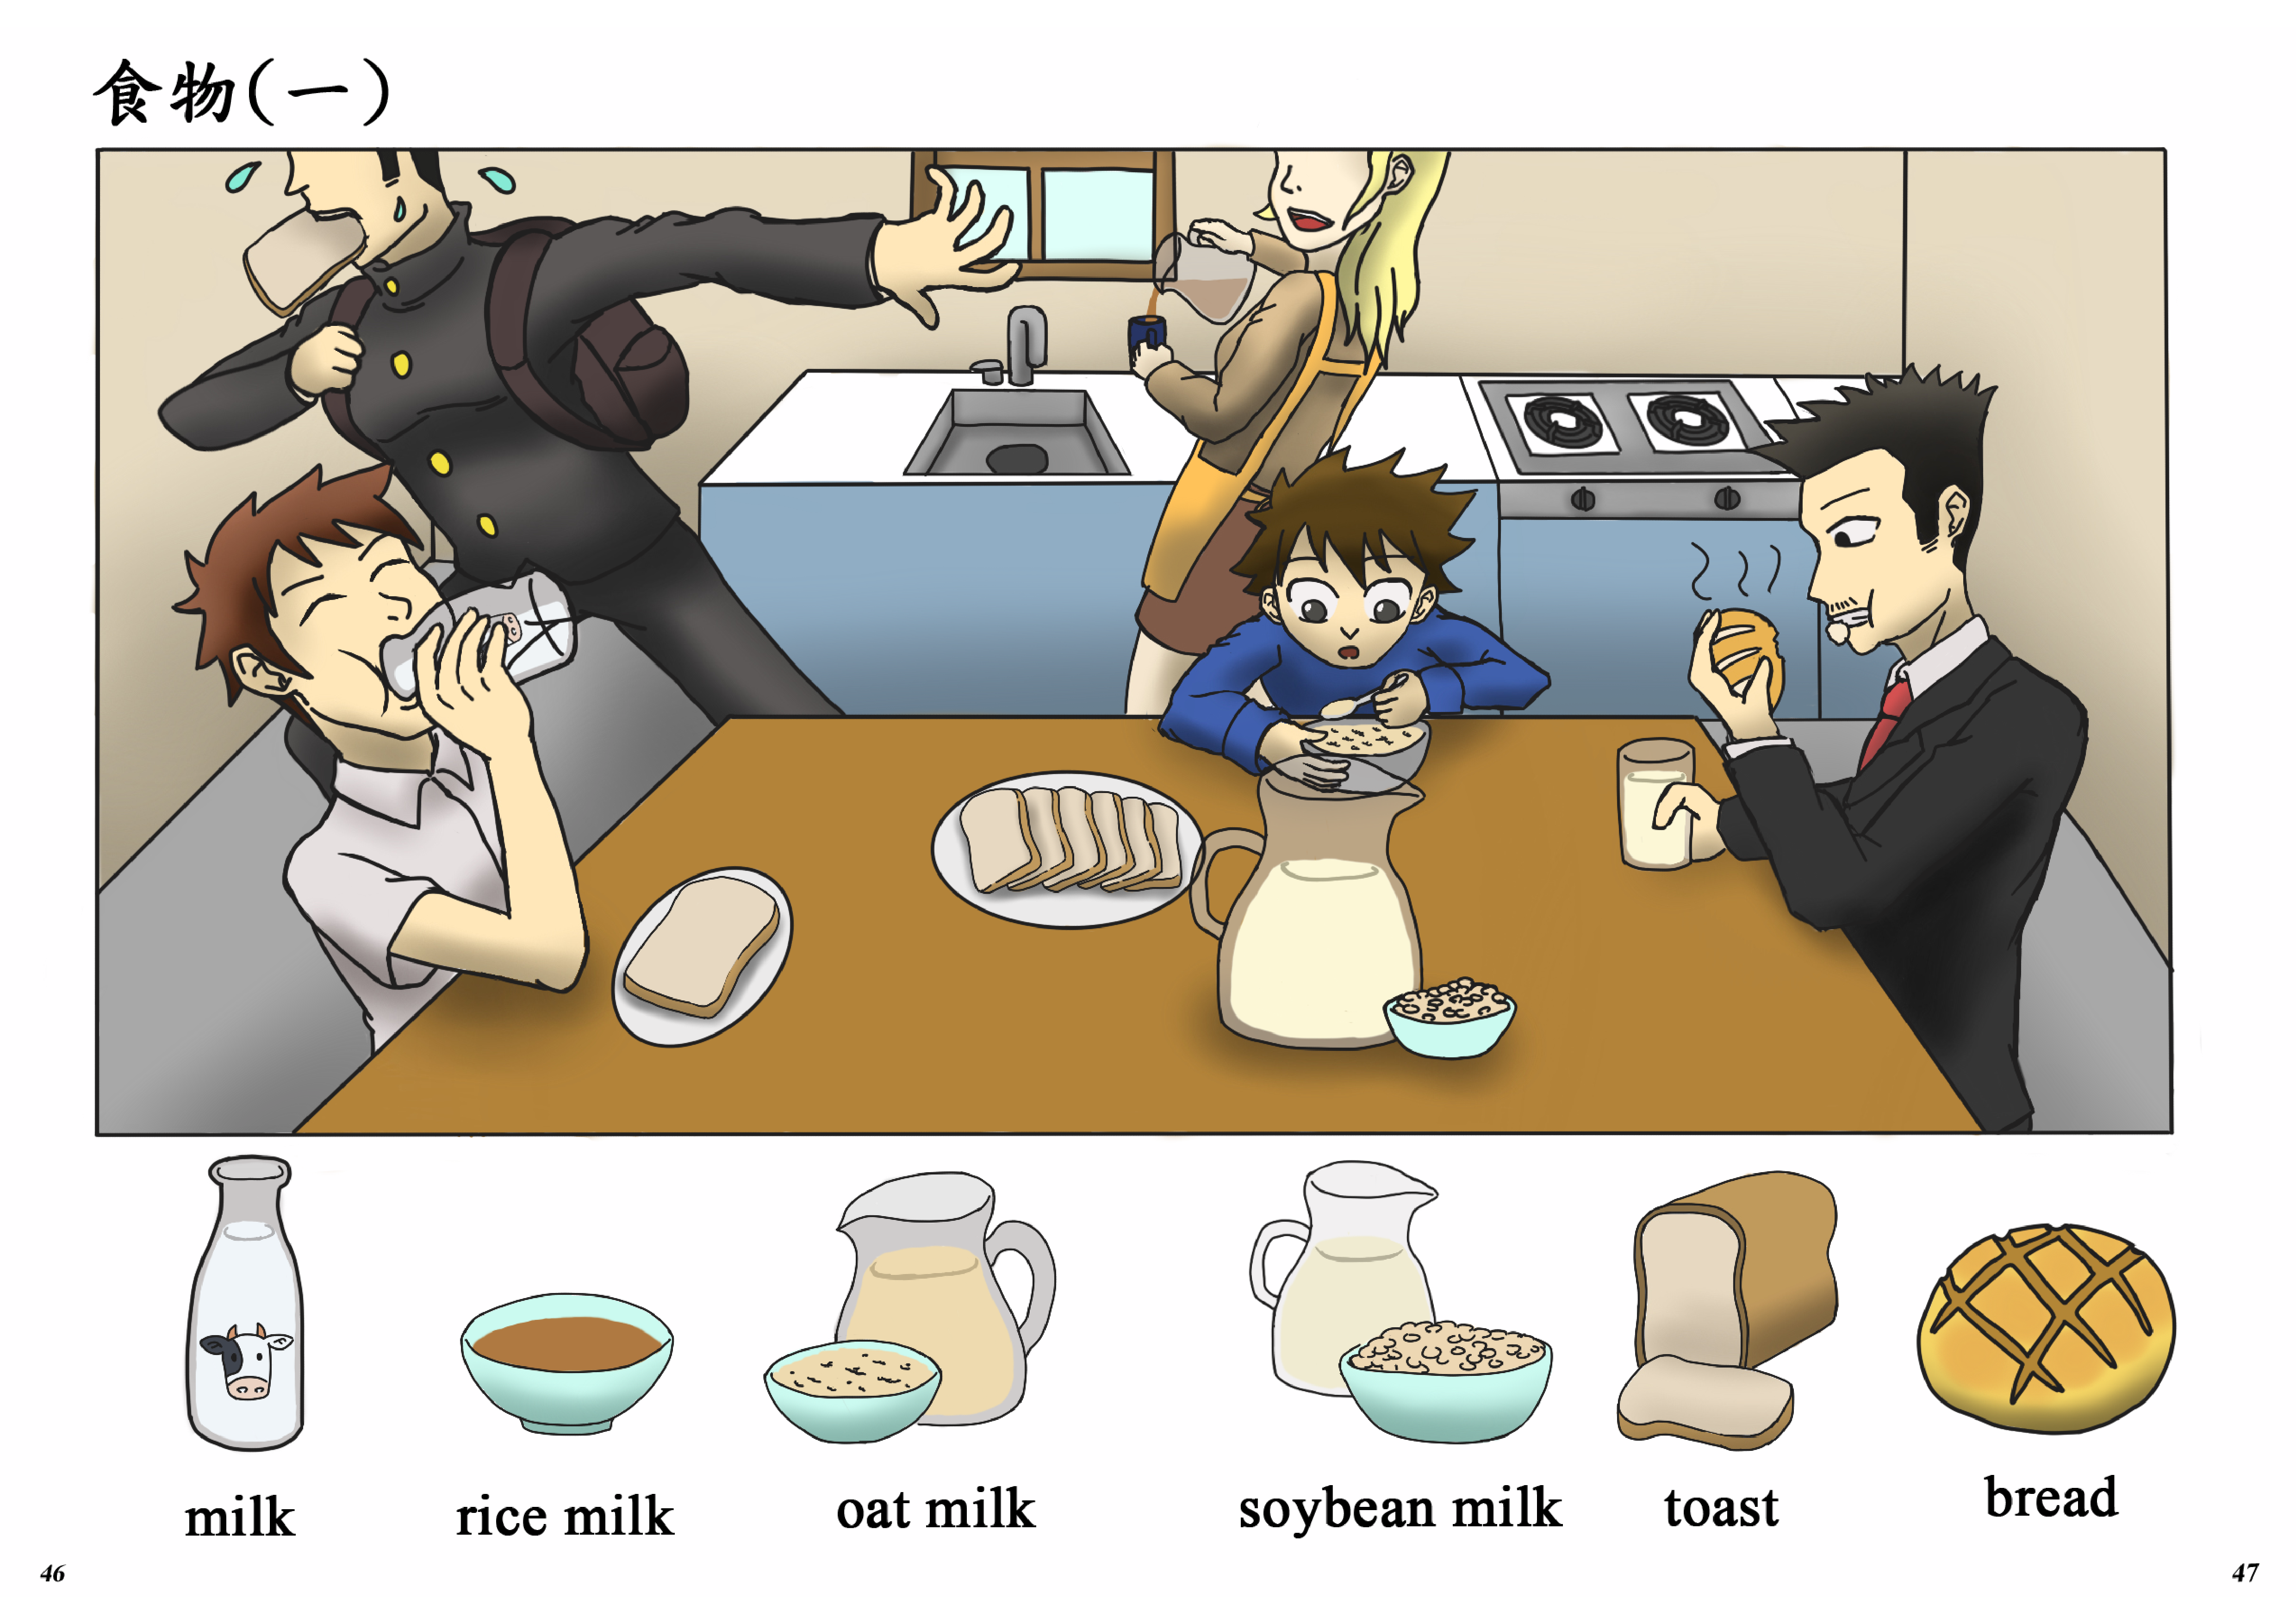 食物(一)
milk
rice milk
oat milk
soybean milk
toast
bread
46
47